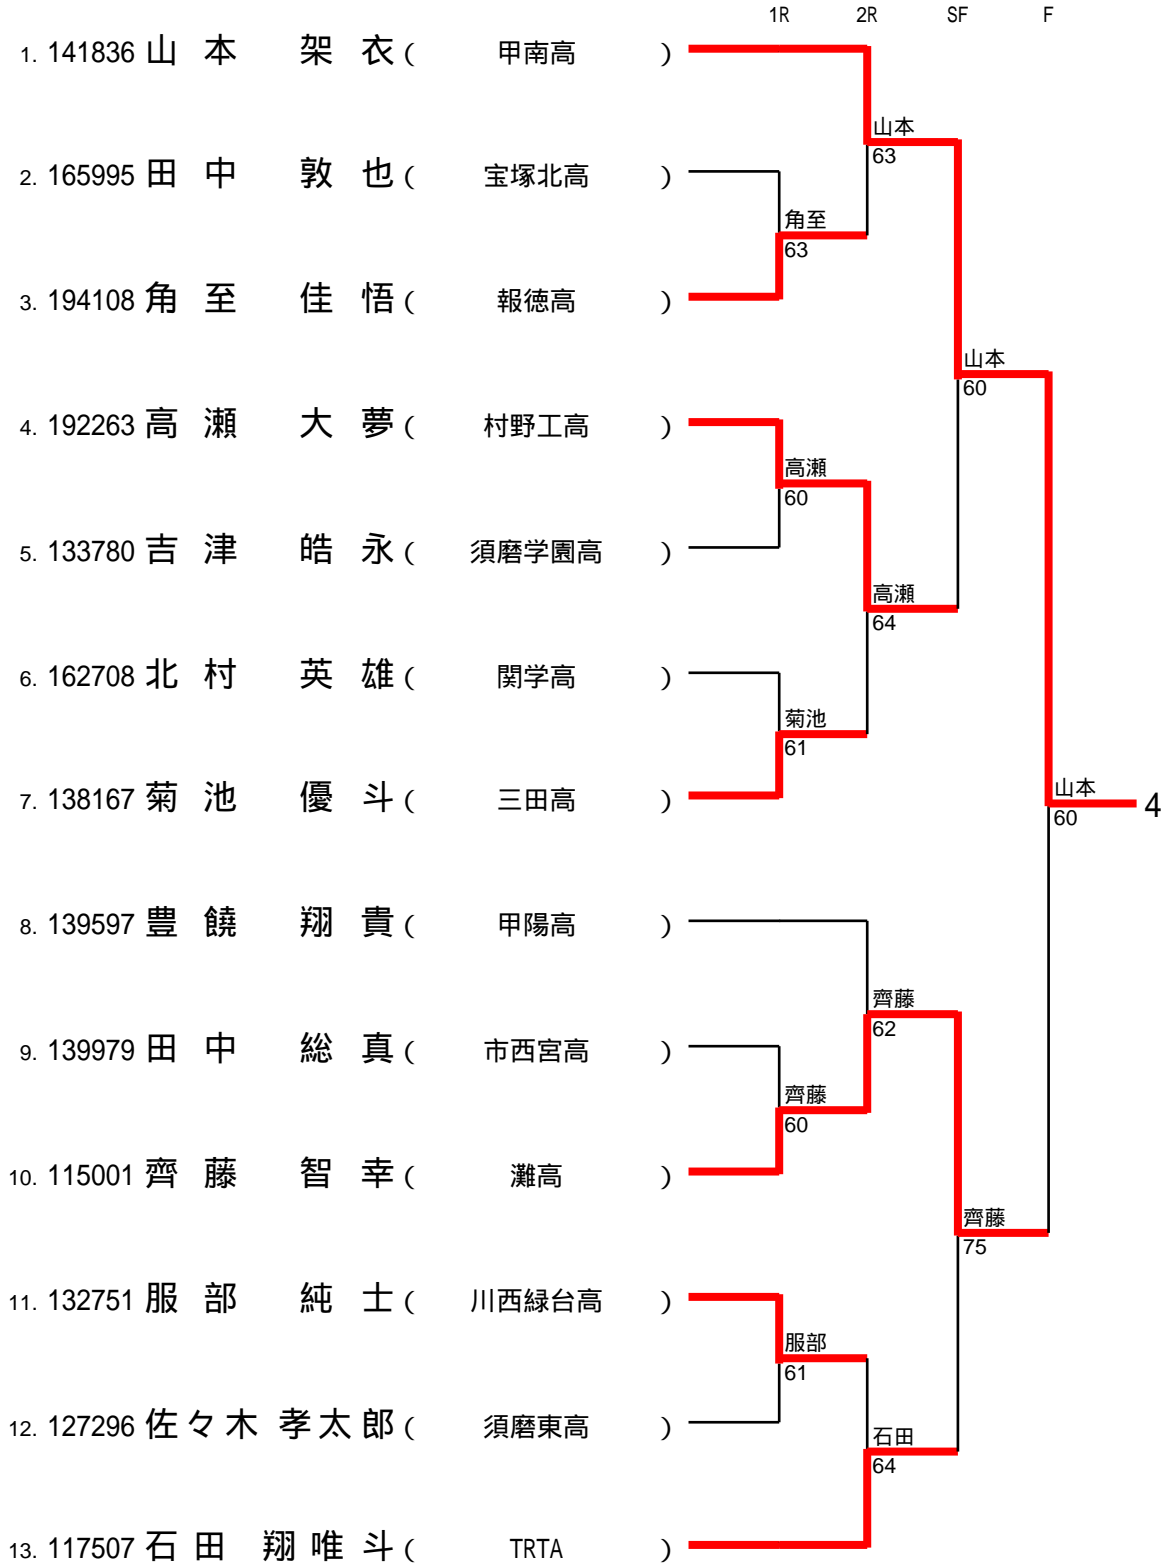 1R 2R SF F
1. 141836 山 本 架 衣 ( 甲南高 )
山本
63
2. 165995 田 中 敦 也 ( 宝塚北高 )
角至
63
3. 194108 角 至 佳 悟 ( 報徳高 )
山本
60
4. 192263 高 瀬 大 夢 ( 村野工高 )
高瀬
60
5. 133780 吉 津 皓 永 ( 須磨学園高 )
高瀬
64
6. 162708 北 村 英 雄 ( 関学高 )
菊池
61
7. 138167 菊 池 優 斗 ( 三田高 )
山本
60
4
8. 139597 豊 饒 翔 貴 ( 甲陽高 )
齊藤
62
9. 139979 田 中 総 真 ( 市西宮高 )
齊藤
60
10. 115001 齊 藤 智 幸 ( 灘高 )
齊藤
75
11. 132751 服 部 純 士 ( 川西緑台高 )
服部
61
12. 127296 佐々木 孝太郎 ( 須磨東高 )
石田
64
13. 117507 石 田 翔 唯 斗 ( TRTA )